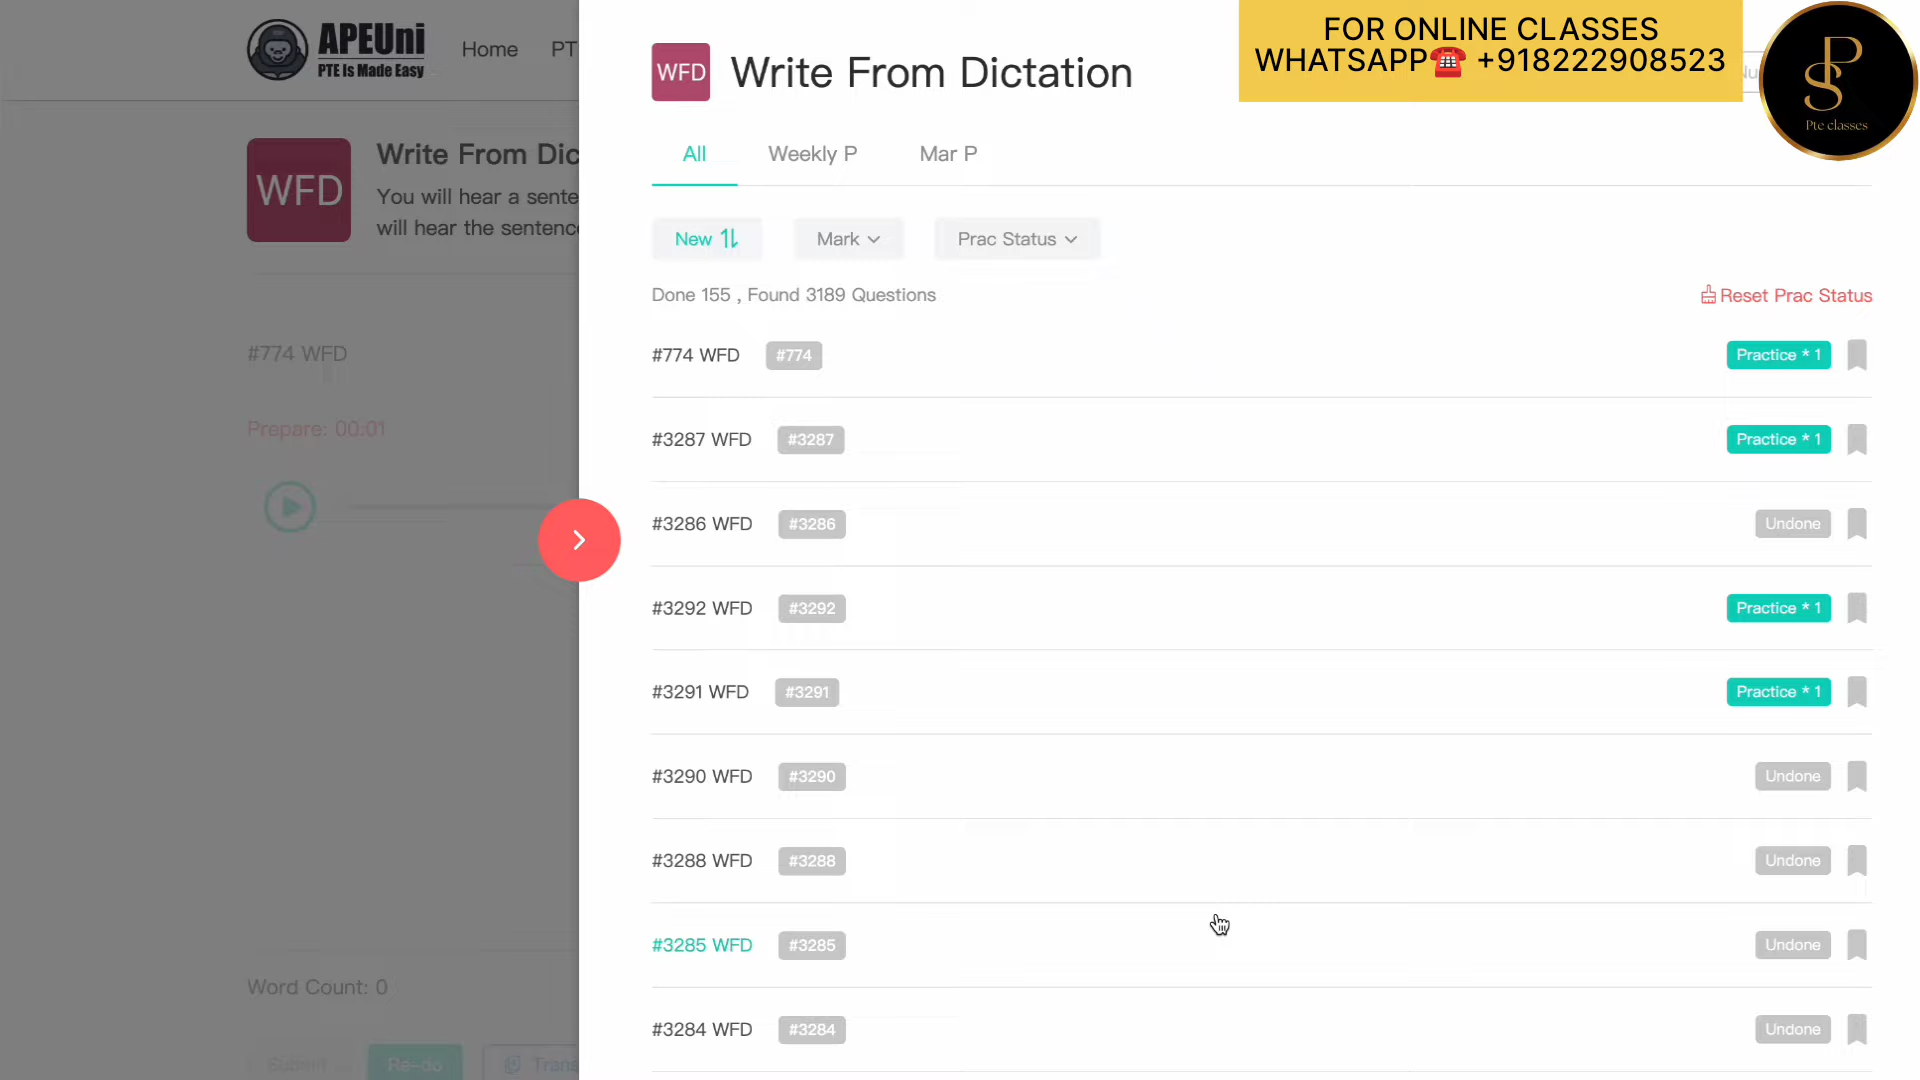 APEUni
PTE Is Made Easy
Home
PT
WFD
Write From Dic
You will hear a sente
will hear the sentenc
#774 WFD
Prepare: 00:01
Word Count: 0
Submit
Re-do
Trans
WFD
Write From Dictation
FOR ONLINE CLASSES
WHATSAPP☎️ +918222908523
PS
Pte classes
All
Weekly P
Mar P
New
Mark
Prac Status
Done 155 , Found 3189 Questions
Reset Prac Status
#774 WFD #774 Practice * 1
#3287 WFD #3287 Practice * 1
#3286 WFD #3286 Undone
#3292 WFD #3292 Practice * 1
#3291 WFD #3291 Practice * 1
#3290 WFD #3290 Undone
#3288 WFD #3288 Undone
#3285 WFD #3285 Undone
#3284 WFD #3284 Undone